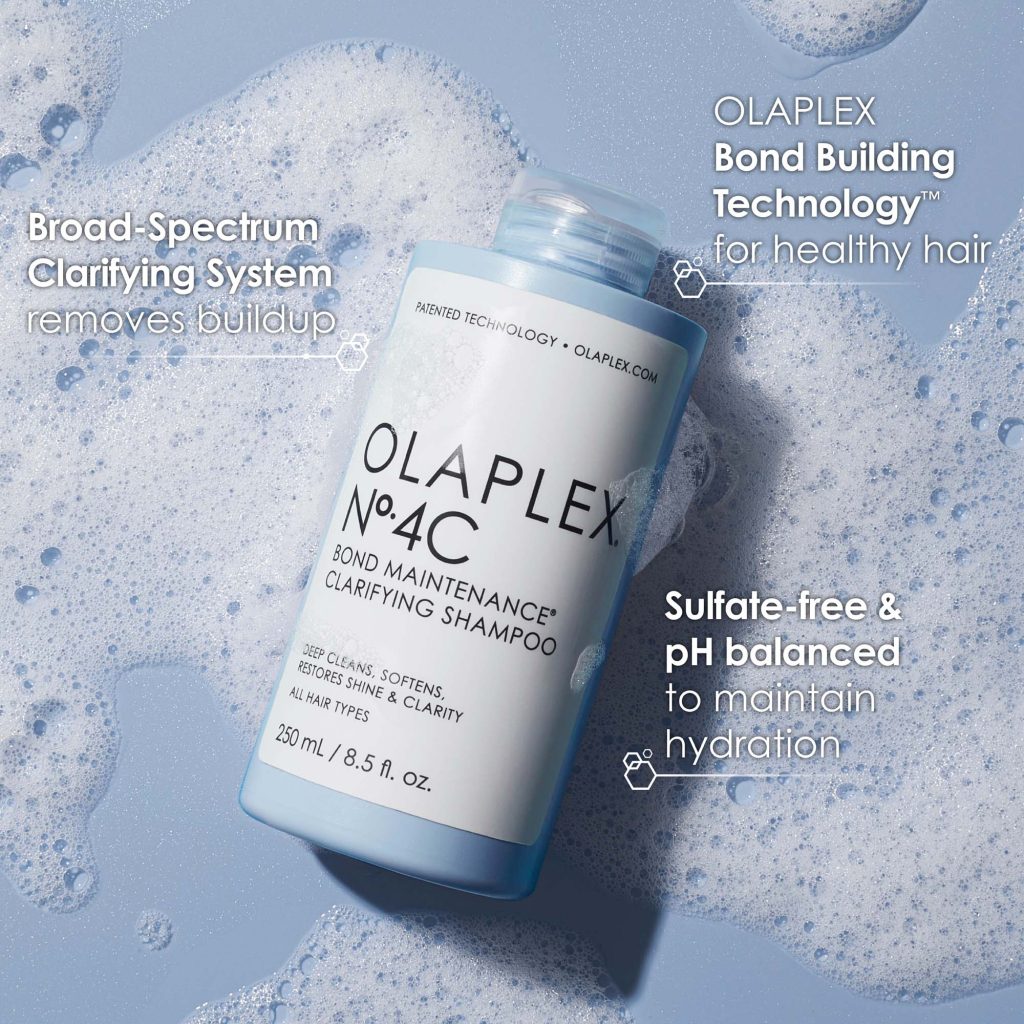 OLAPLEX
Bond Building
Technology™
for healthy hair
Broad-Spectrum
Clarifying System
removes buildup
PATENTED TECHNOLOGY • OLAPLEX.COM
OLAPLEX.
Nº.4C
BOND MAINTENANCE®
CLARIFYING SHAMPOO
DEEP CLEANS, SOFTENS,
RESTORES SHINE & CLARITY
ALL HAIR TYPES
250 mL / 8.5 fl. oz.
Sulfate-free &
pH balanced
to maintain
hydration